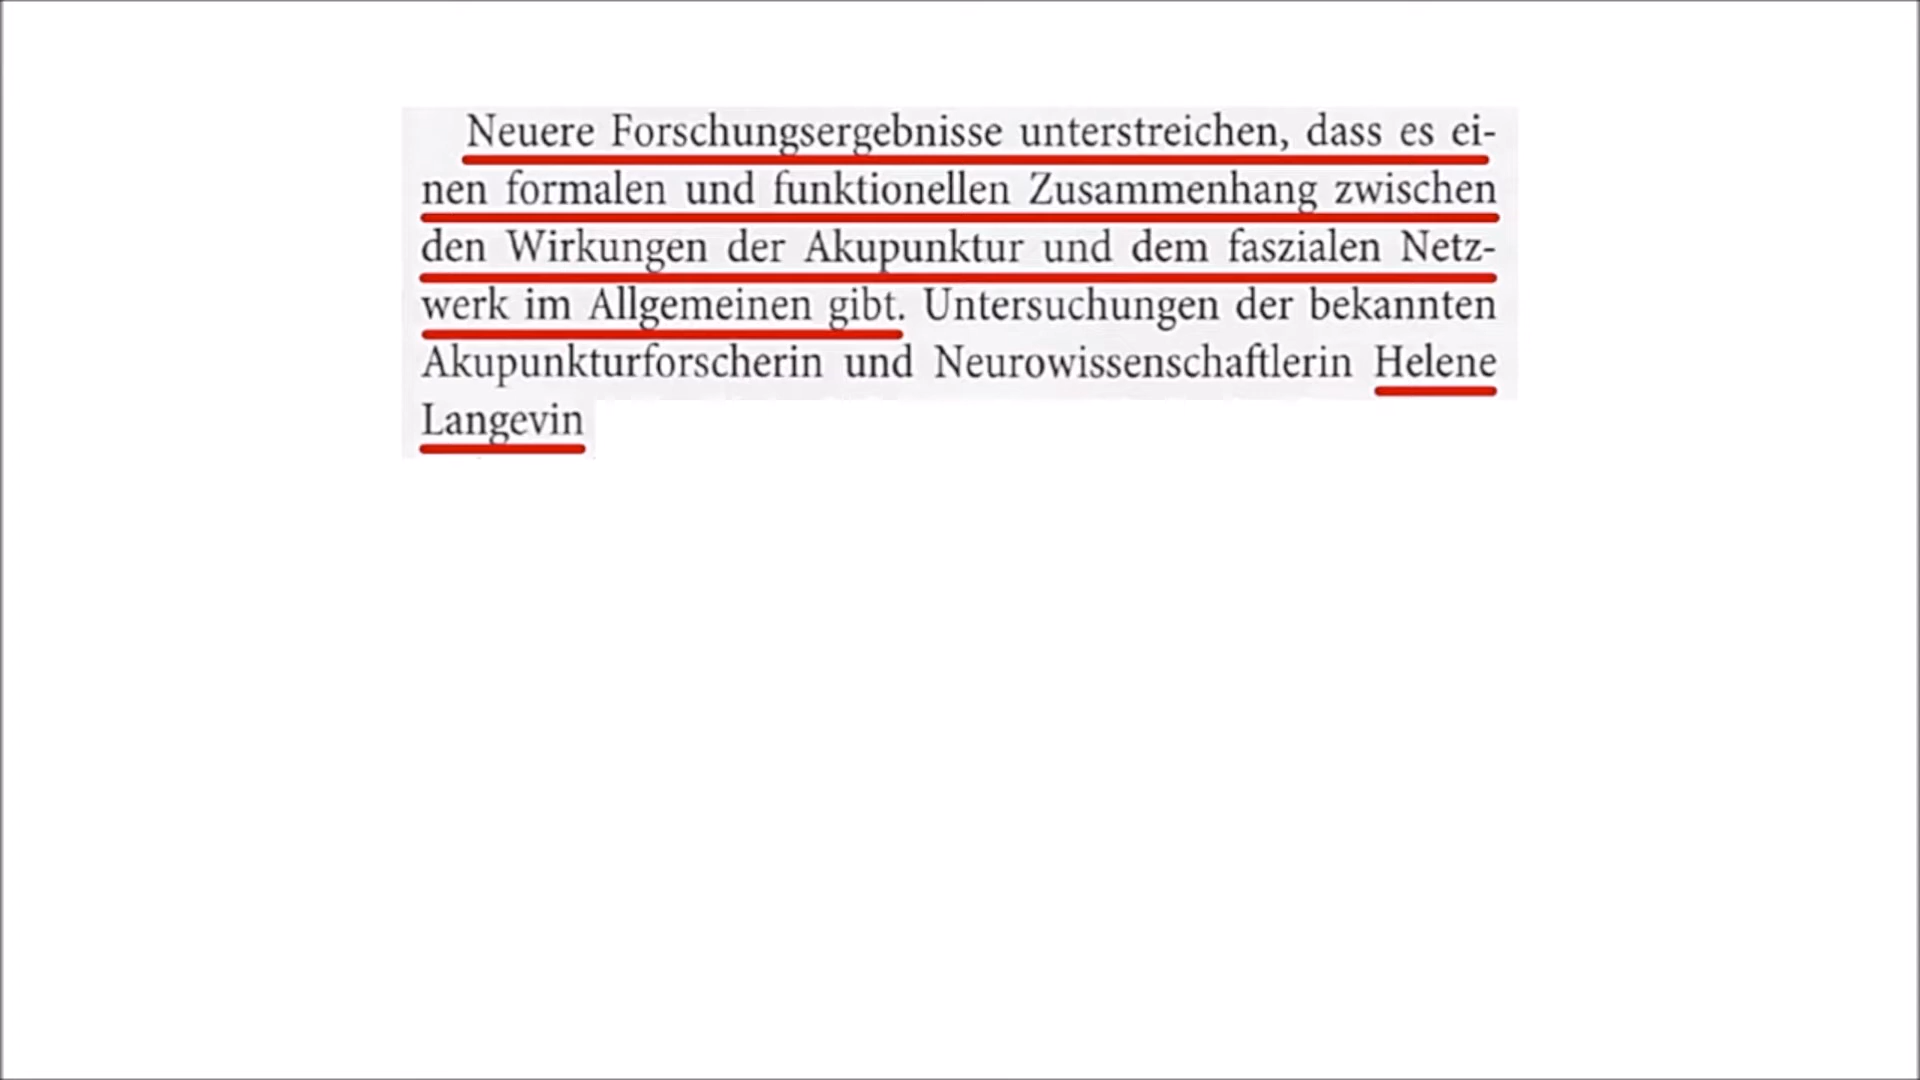 Neuere Forschungsergebnisse unterstreichen, dass es ei-
nen formalen und funktionellen Zusammenhang zwischen
den Wirkungen der Akupunktur und dem faszialen Netz-
werk im Allgemeinen gibt. Untersuchungen der bekannten
Akupunkturforscherin und Neurowissenschaftlerin Helene
Langevin